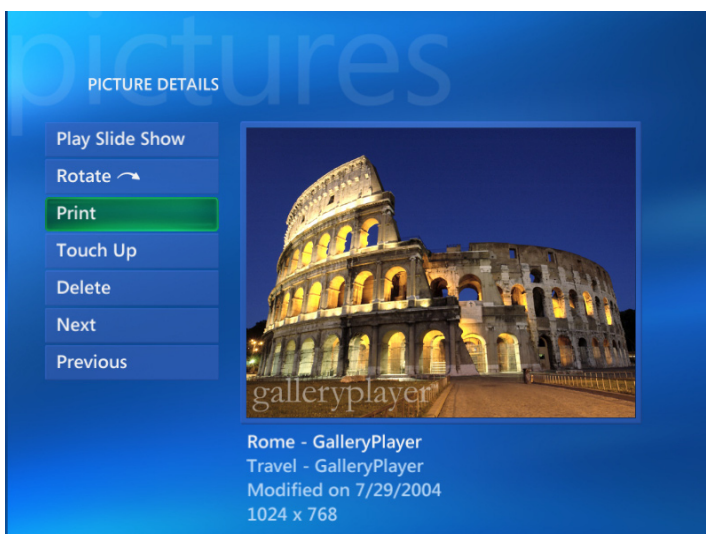 pictures
PICTURE DETAILS
Play Slide Show
Rotate
Print
Touch Up
Delete
Next
Previous
galleryplayer
Rome - GalleryPlayer
Travel - GalleryPlayer
Modified on 7/29/2004
1024 x 768